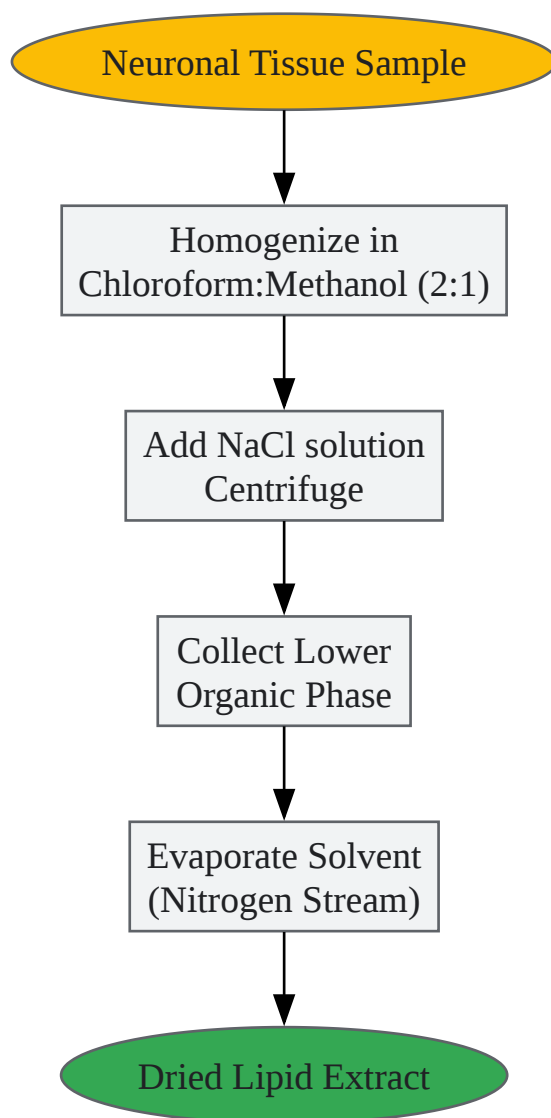 Neuronal Tissue Sample
Homogenize in
Chloroform:Methanol (2:1)
Add NaCl solution
Centrifuge
Collect Lower
Organic Phase
Evaporate Solvent
(Nitrogen Stream)
Dried Lipid Extract